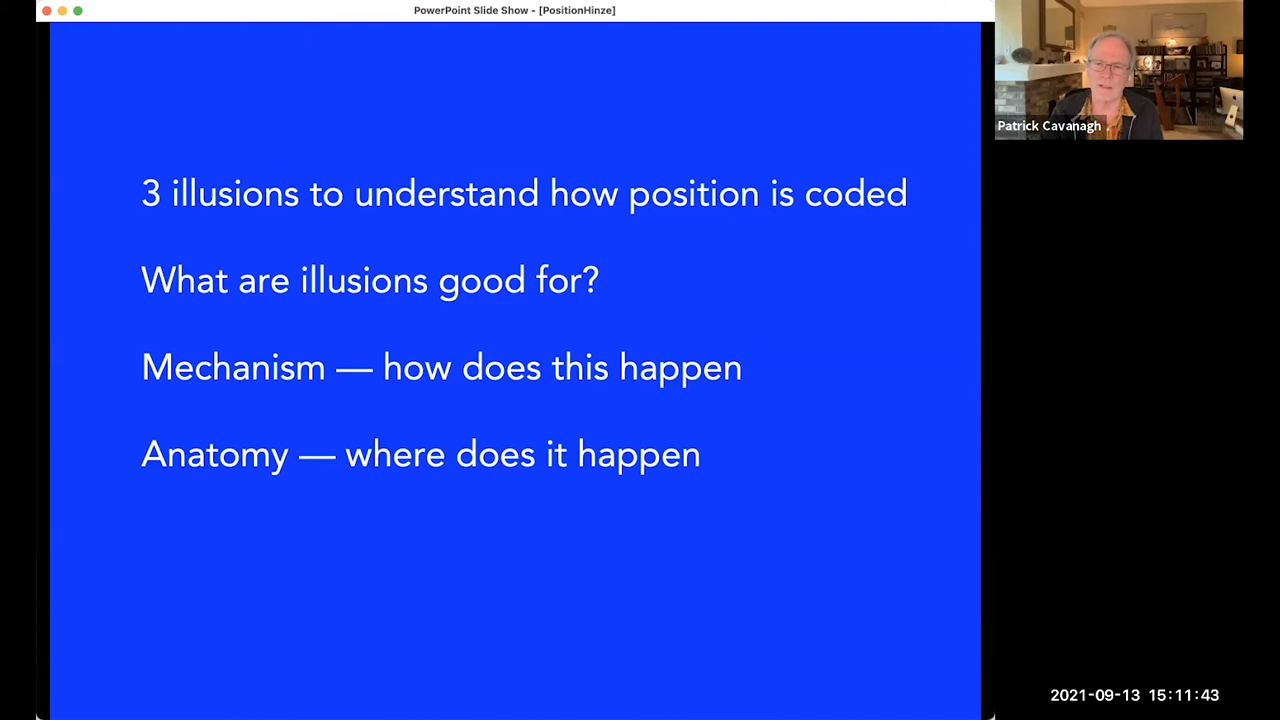 PowerPoint Slide Show - [PositionHinze]
3 illusions to understand how position is coded
What are illusions good for?
Mechanism — how does this happen
Anatomy — where does it happen
Patrick Cavanagh
2021-09-13 15:11:43